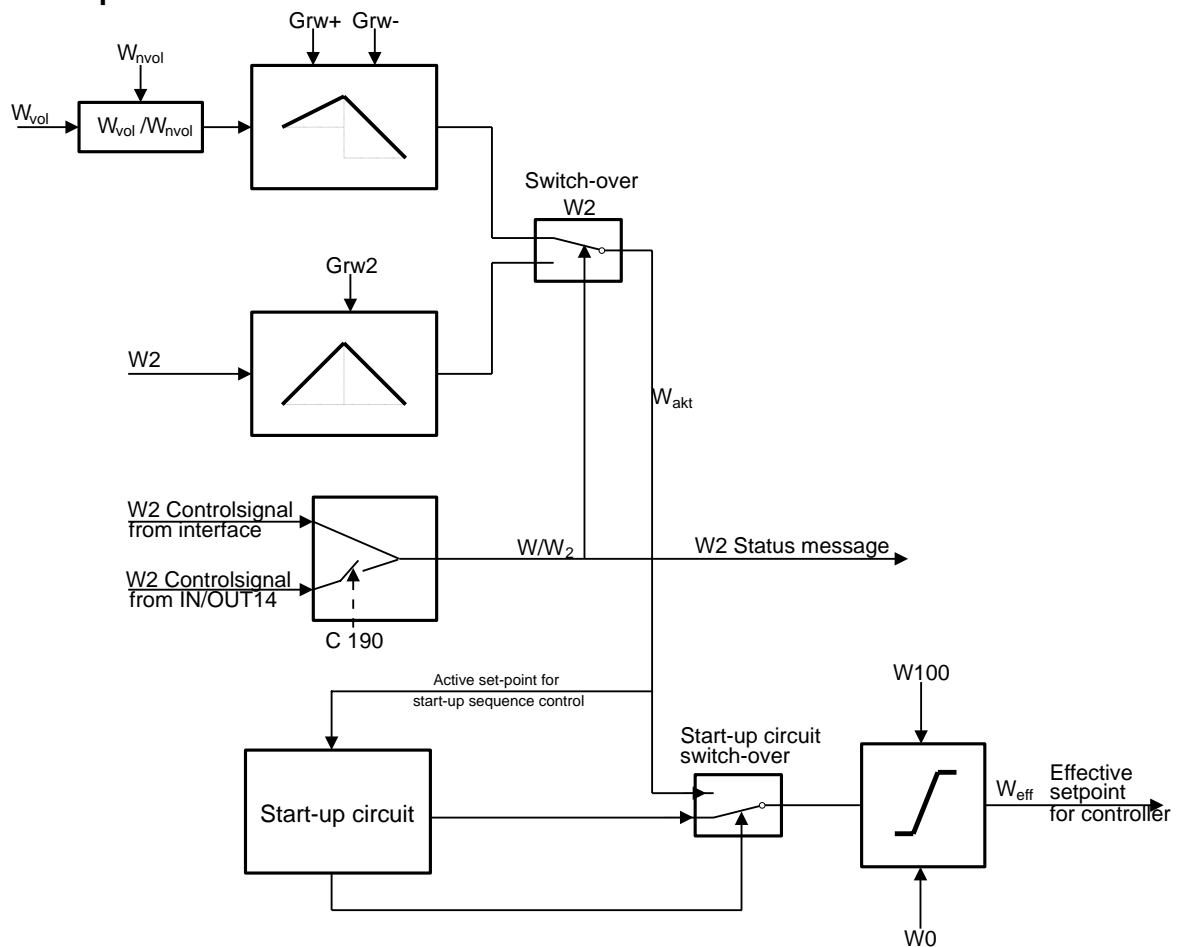 Grw+ Grw-
Wnvol
Wvol
Wvol /Wnvol
Switch-over
W2
Grw2
W2
Wakt
W2 Controlsignal
from interface
W/W2
W2 Status message
W2 Controlsignal
from IN/OUT14
C 190
Active set-point for
start-up sequence control
W100
Start-up circuit
switch-over
Start-up circuit
Weff
Effective
setpoint
for controller
W0